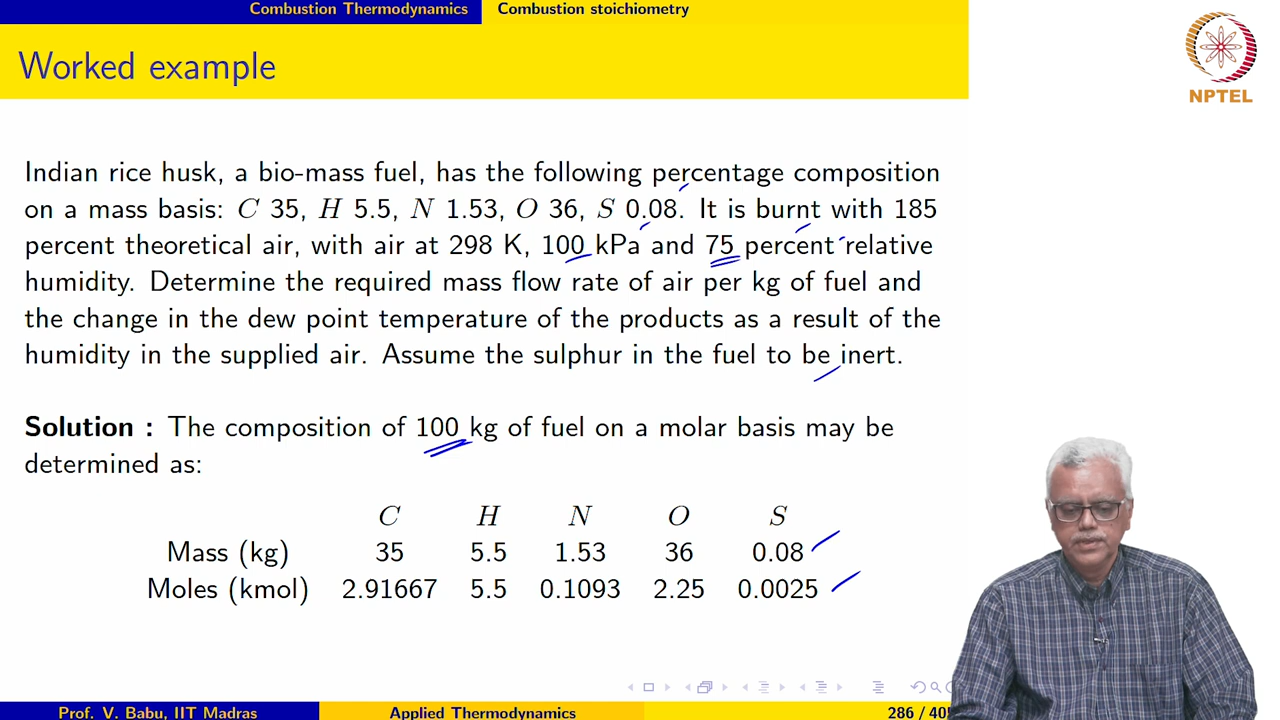 Combustion Thermodynamics Combustion stoichiometry
Worked example
NPTEL
Indian rice husk, a bio-mass fuel, has the following percentage composition
on a mass basis: C 35, H 5.5, N 1.53, O 36, S 0.08. It is burnt with 185
percent theoretical air, with air at 298 K, 100 kPa and 75 percent relative
humidity. Determine the required mass flow rate of air per kg of fuel and
the change in the dew point temperature of the products as a result of the
humidity in the supplied air. Assume the sulphur in the fuel to be inert.
Solution : The composition of 100 kg of fuel on a molar basis may be
determined as:
C H N O S
Mass (kg) 35 5.5 1.53 36 0.08
Moles (kmol) 2.91667 5.5 0.1093 2.25 0.0025
Prof. V. Babu, IIT Madras Applied Thermodynamics 286 / 405